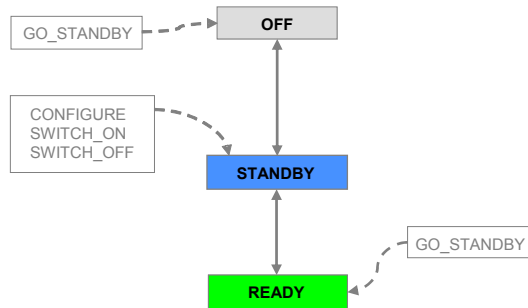 OFF
GO_STANDBY
CONFIGURE
SWITCH_ON
SWITCH_OFF
STANDBY
GO_STANDBY
READY